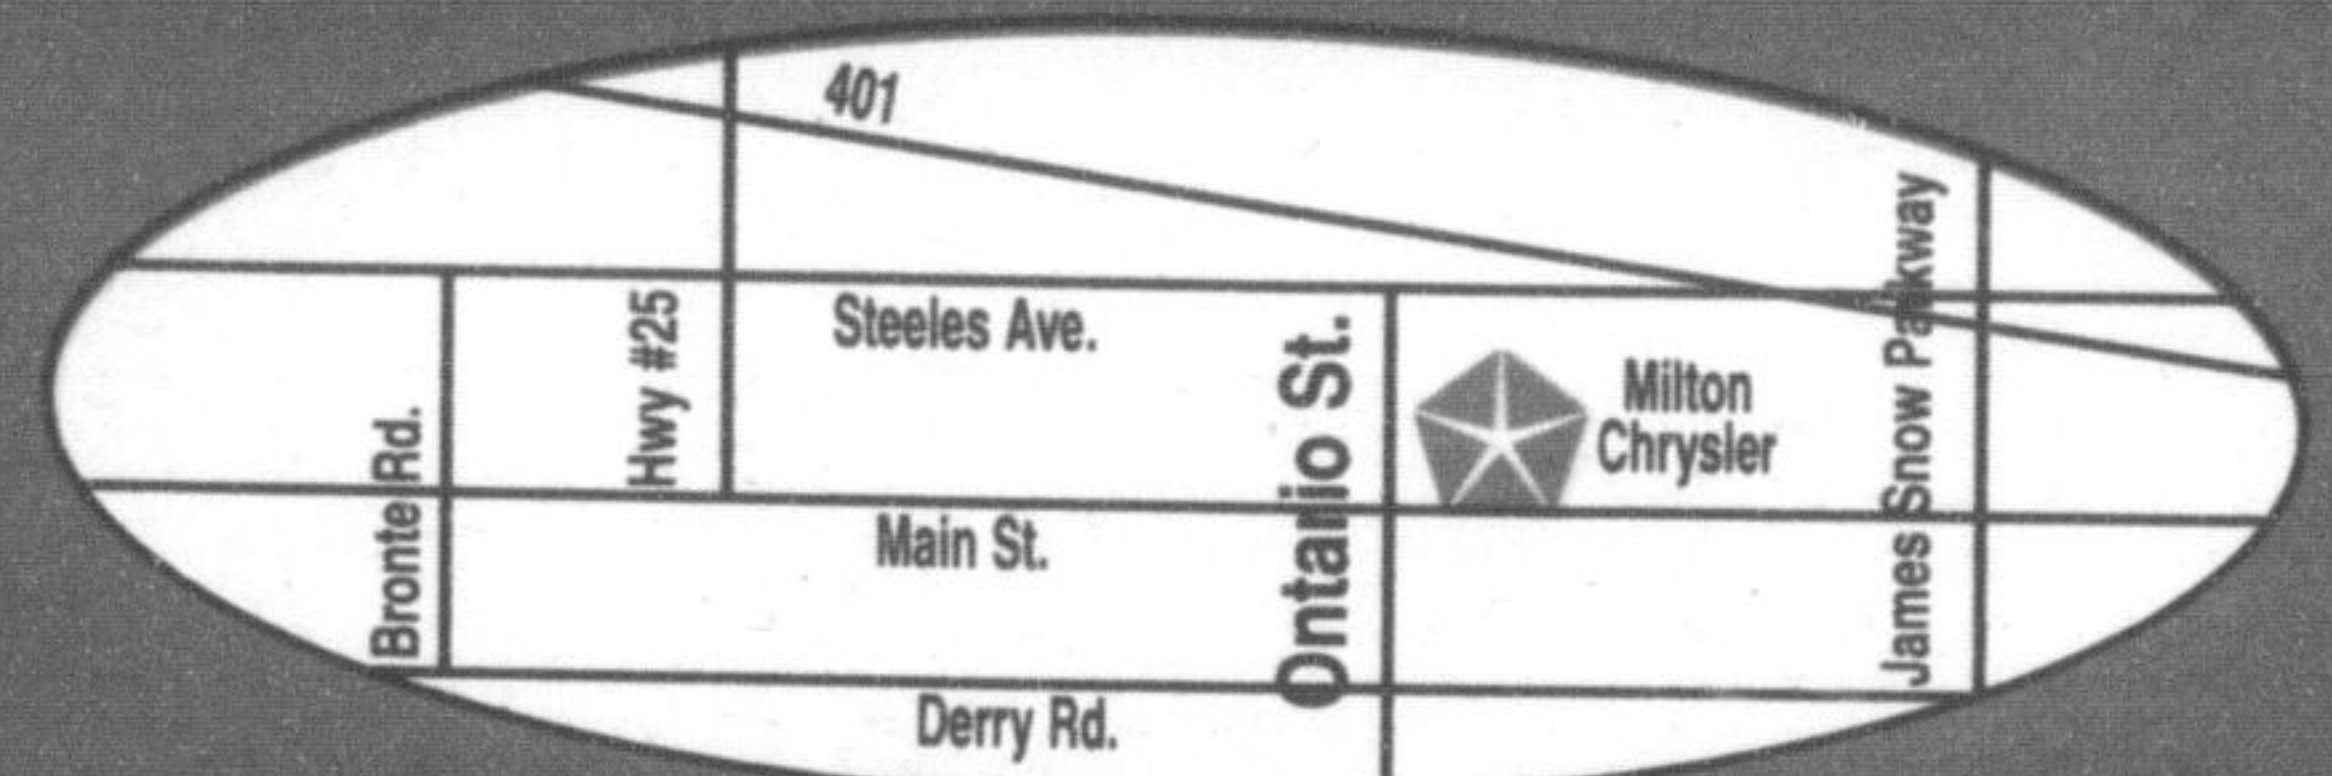 401
Steeles Ave.
Hwy #25
Bronte Rd.
Ontario St.
Milton
Chrysler
James Snow Parkway
Main St.
Derry Rd.